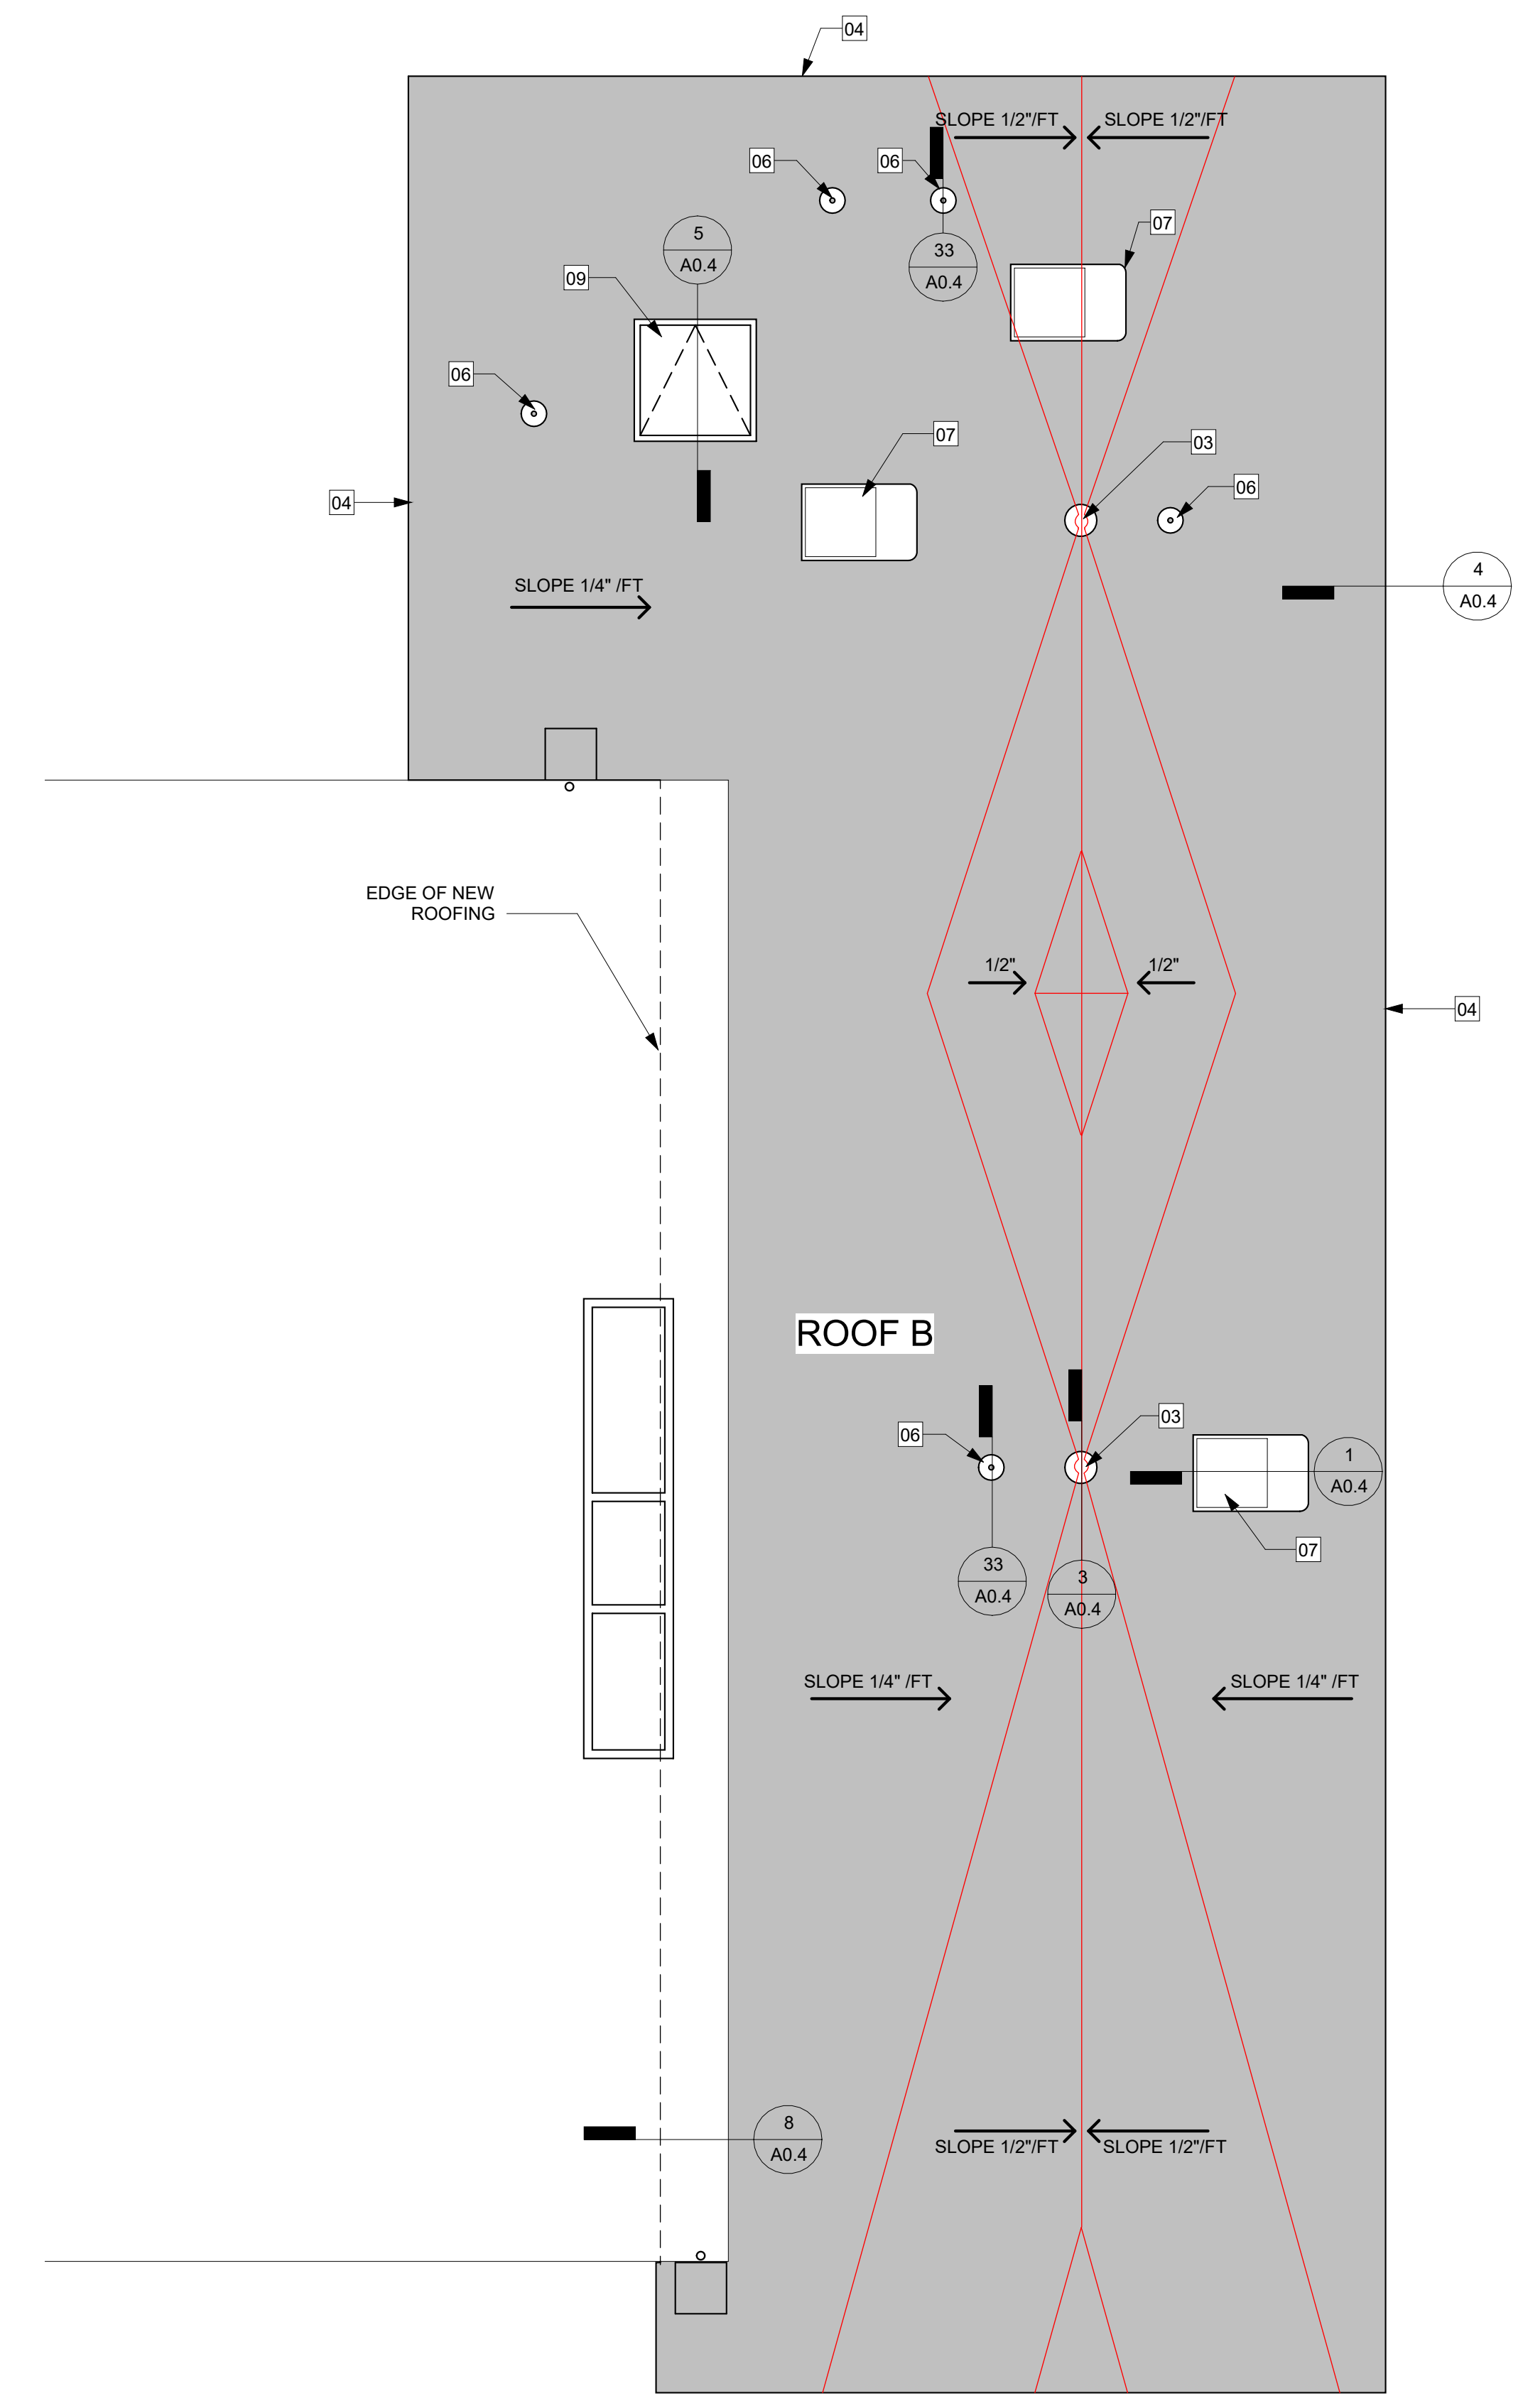 04
SLOPE 1/2"/FT
SLOPE 1/2"/FT
06
06
07
5
A0.4
33
A0.4
09
06
07
03
06
04
4
A0.4
SLOPE 1/4" /FT
EDGE OF NEW
ROOFING
1/2"
1/2"
04
ROOF B
03
06
1
A0.4
07
33
A0.4
3
A0.4
SLOPE 1/4" /FT
SLOPE 1/4" /FT
8
A0.4
SLOPE 1/2"/FT
SLOPE 1/2"/FT